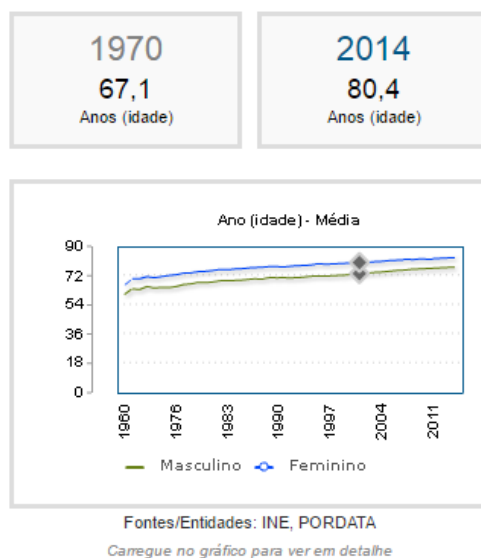 1970
67,1
Anos (idade)
2014
80,4
Anos (idade)
Ano (idade) - Média
90
72
54
36
18
0
1960
1976
1983
1990
1997
2004
2011
Masculino
Feminino
Fontes/Entidades: INE, PORDATA
Carregue no gráfico para ver em detalhe